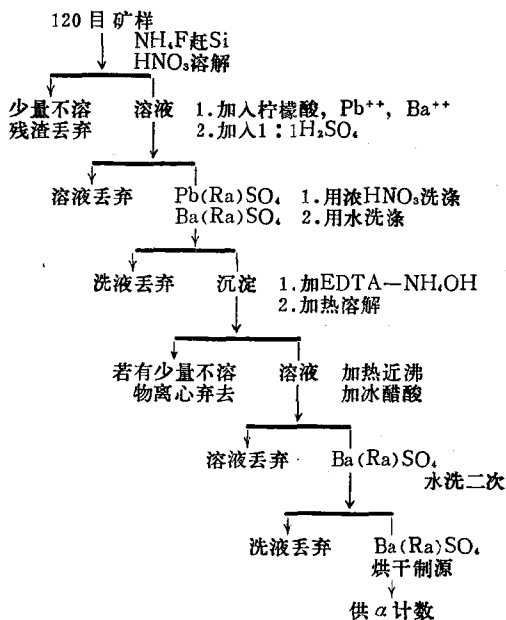 120目矿样
NH₄F赶Si
HNO₃溶解
少量不溶 溶液 1.加入柠檬酸, Pb⁺⁺, Ba⁺⁺
残渣丢弃 2.加入1:1H₂SO₄
溶液丢弃 Pb(Ra)SO₄ 1.用浓HNO₃洗涤
Ba(Ra)SO₄ 2.用水洗涤
洗液丢弃 沉淀 1.加EDTA—NH₄OH
2.加热溶解
若有少量不溶 溶液 加热近沸
物离心弃去 加冰醋酸
溶液丢弃 Ba(Ra)SO₄
水洗二次
洗液丢弃 Ba(Ra)SO₄
烘干制源
供α计数